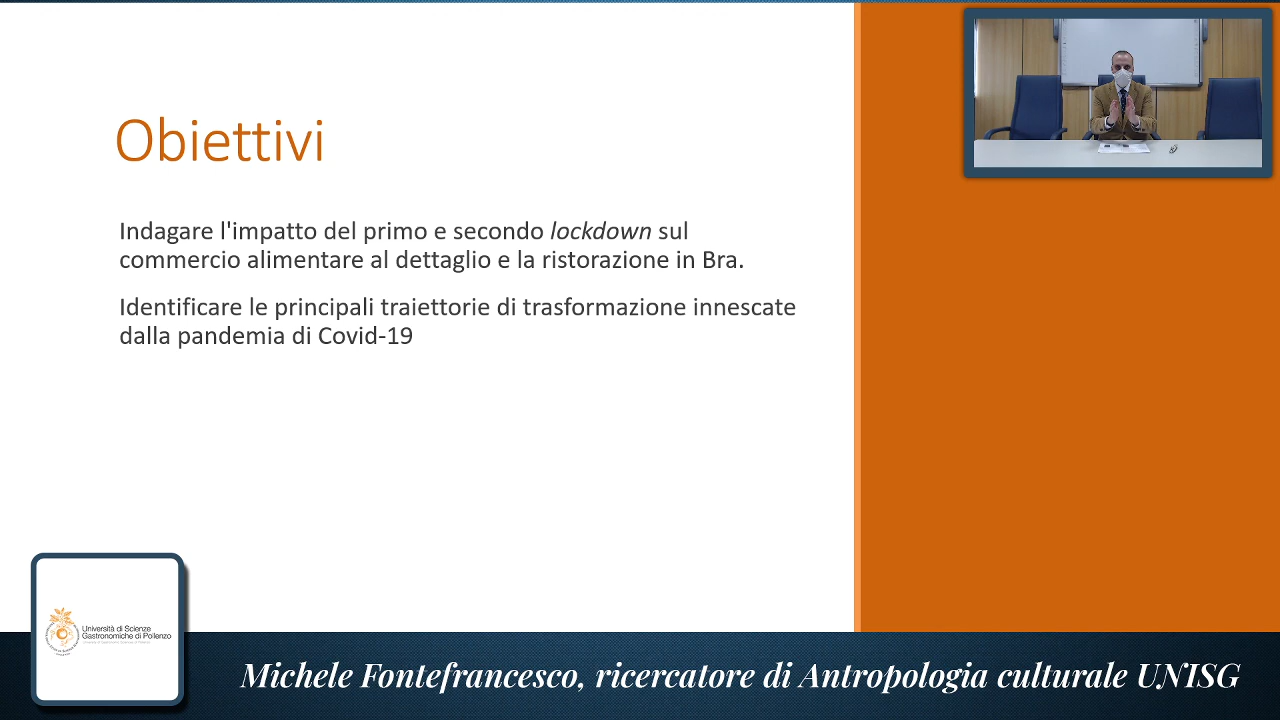 Obiettivi
Indagare l'impatto del primo e secondo lockdown sul
commercio alimentare al dettaglio e la ristorazione in Bra.
Identificare le principali traiettorie di trasformazione innescate
dalla pandemia di Covid-19
Università di Scienze
Gastronomiche di Pollenzo
Michele Fontefrancesco, ricercatore di Antropologia culturale UNISG